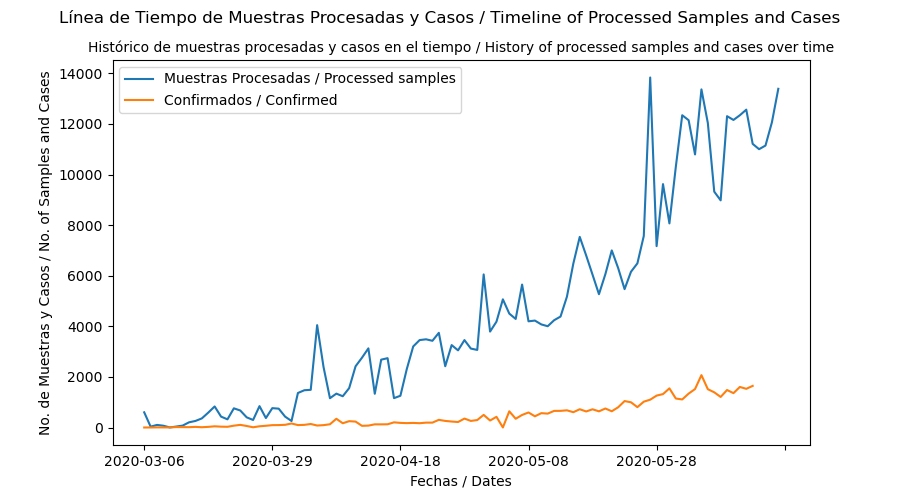 Línea de Tiempo de Muestras Procesadas y Casos / Timeline of Processed Samples and Cases
Histórico de muestras procesadas y casos en el tiempo / History of processed samples and cases over time
Muestras Procesadas / Processed samples
Confirmados / Confirmed
No. de Muestras y Casos / No. of Samples and Cases
14000
12000
10000
8000
6000
4000
2000
0
2020-03-06 2020-03-29 2020-04-18 2020-05-08 2020-05-28
Fechas / Dates